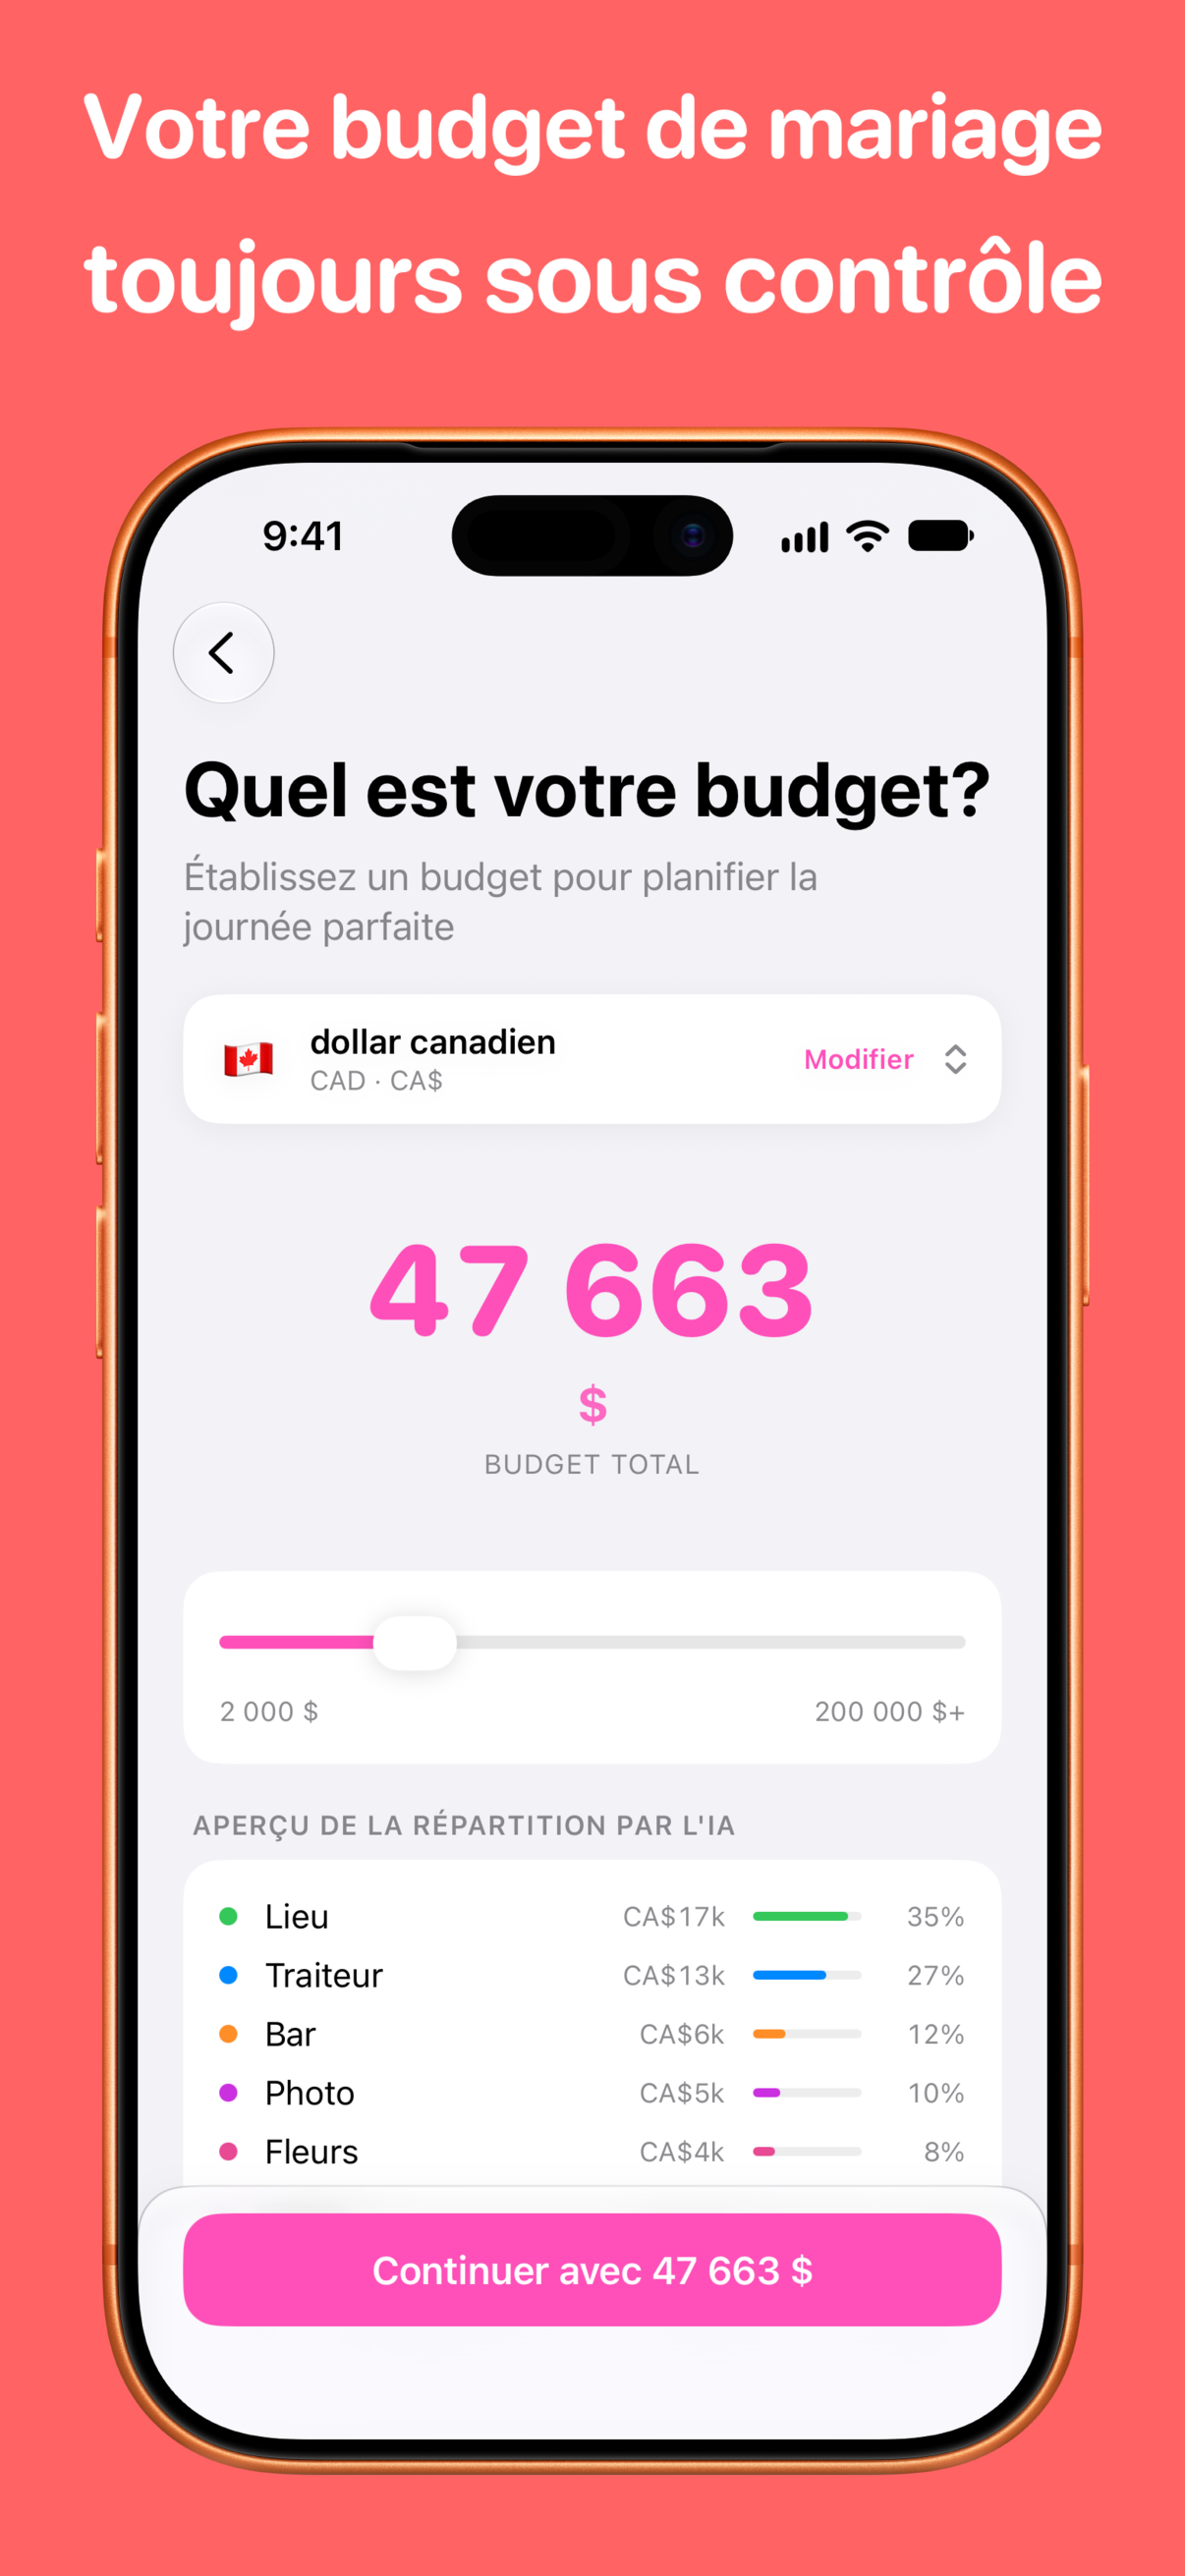 Votre budget de mariage
toujours sous contrôle
9:41
Quel est votre budget?
Établissez un budget pour planifier la
journée parfaite
dollar canadien
CAD · CA$
Modifier
47 663
$
BUDGET TOTAL
2 000 $
200 000 $+
APERÇU DE LA RÉPARTITION PAR L'IA
Lieu CA$17k 35%
Traiteur CA$13k 27%
Bar CA$6k 12%
Photo CA$5k 10%
Fleurs CA$4k 8%
Continuer avec 47 663 $